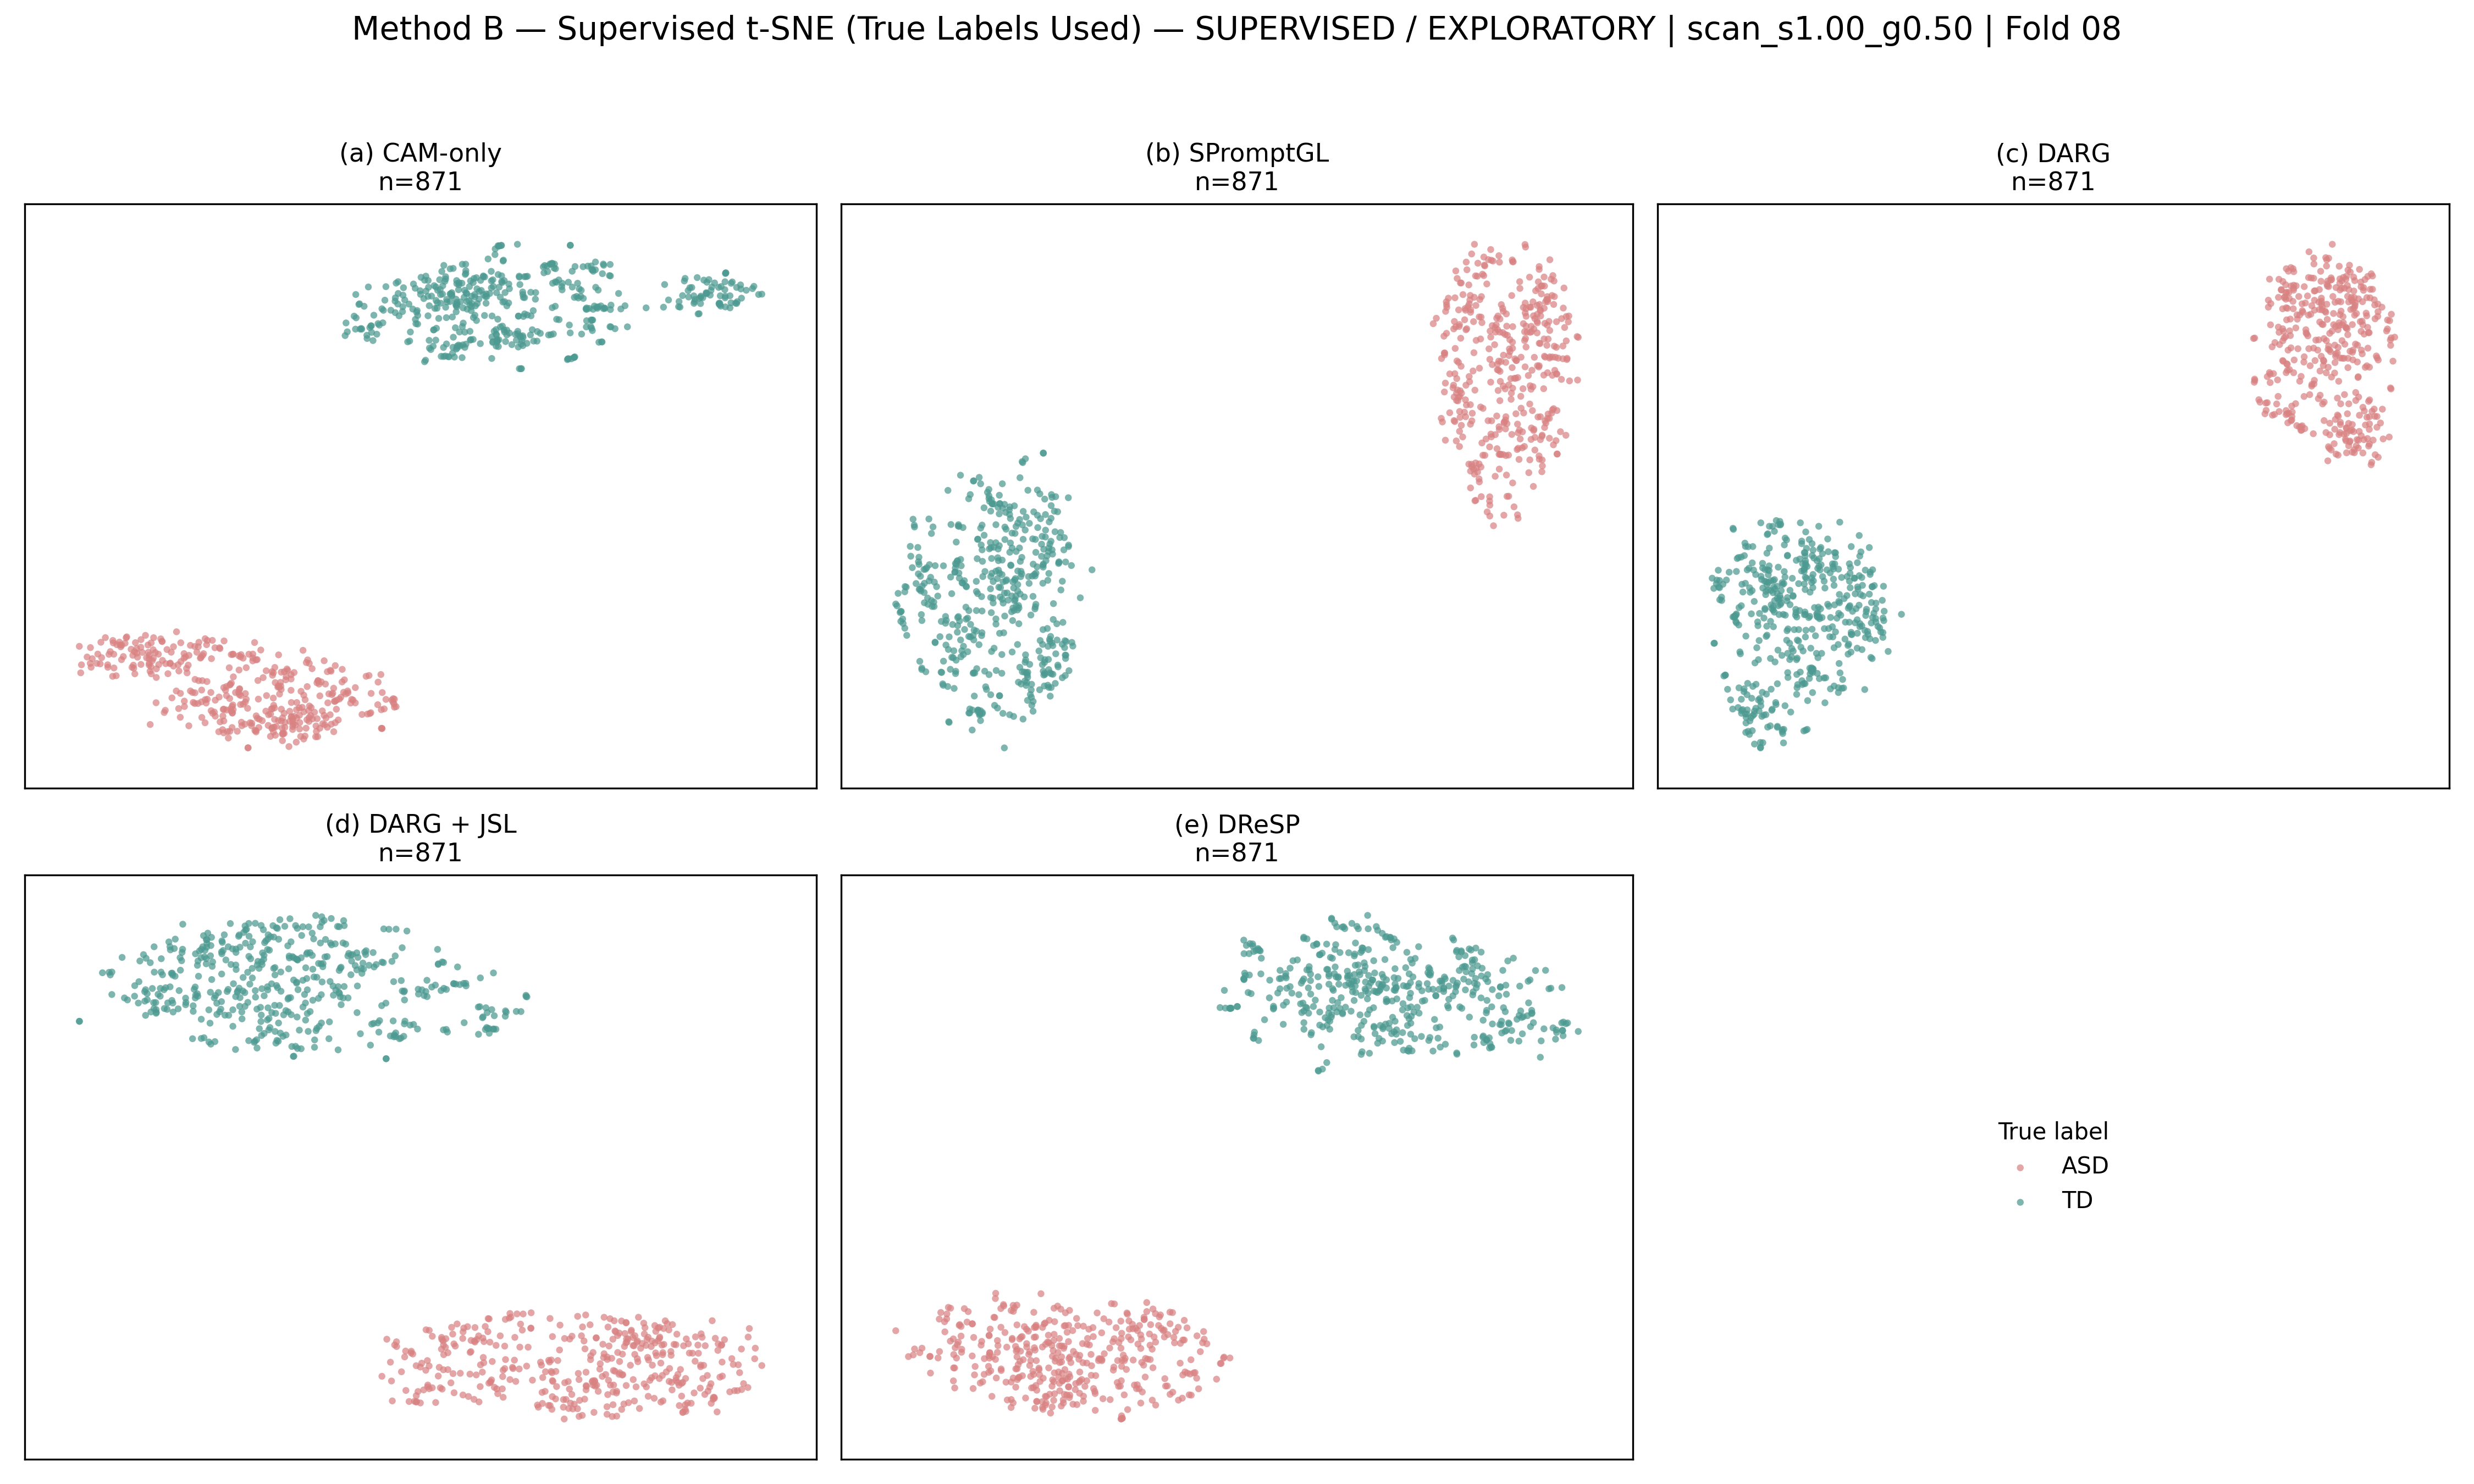 Method B — Supervised t-SNE (True Labels Used) — SUPERVISED / EXPLORATORY | scan_s1.00_g0.50 | Fold 08
(a) CAM-only
n=871
(b) SPromptGL
n=871
(c) DARG
n=871
(d) DARG + JSL
n=871
(e) DReSP
n=871
True label
ASD
TD